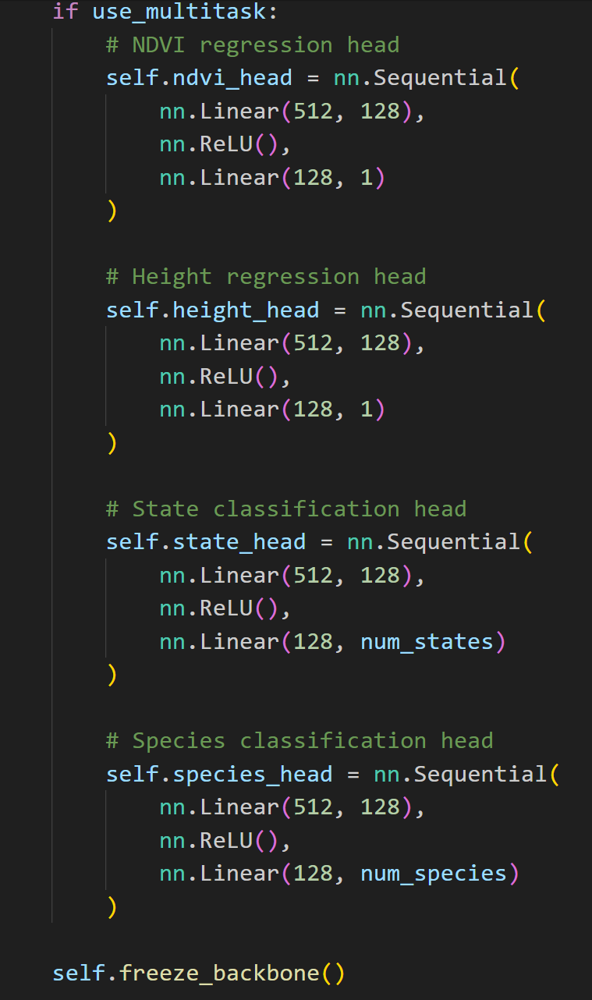 if use_multitask:
# NDVI regression head
self.ndvi_head = nn.Sequential(
nn.Linear(512, 128),
nn.ReLU(),
nn.Linear(128, 1)
)
# Height regression head
self.height_head = nn.Sequential(
nn.Linear(512, 128),
nn.ReLU(),
nn.Linear(128, 1)
)
# State classification head
self.state_head = nn.Sequential(
nn.Linear(512, 128),
nn.ReLU(),
nn.Linear(128, num_states)
)
# Species classification head
self.species_head = nn.Sequential(
nn.Linear(512, 128),
nn.ReLU(),
nn.Linear(128, num_species)
)
self.freeze_backbone()